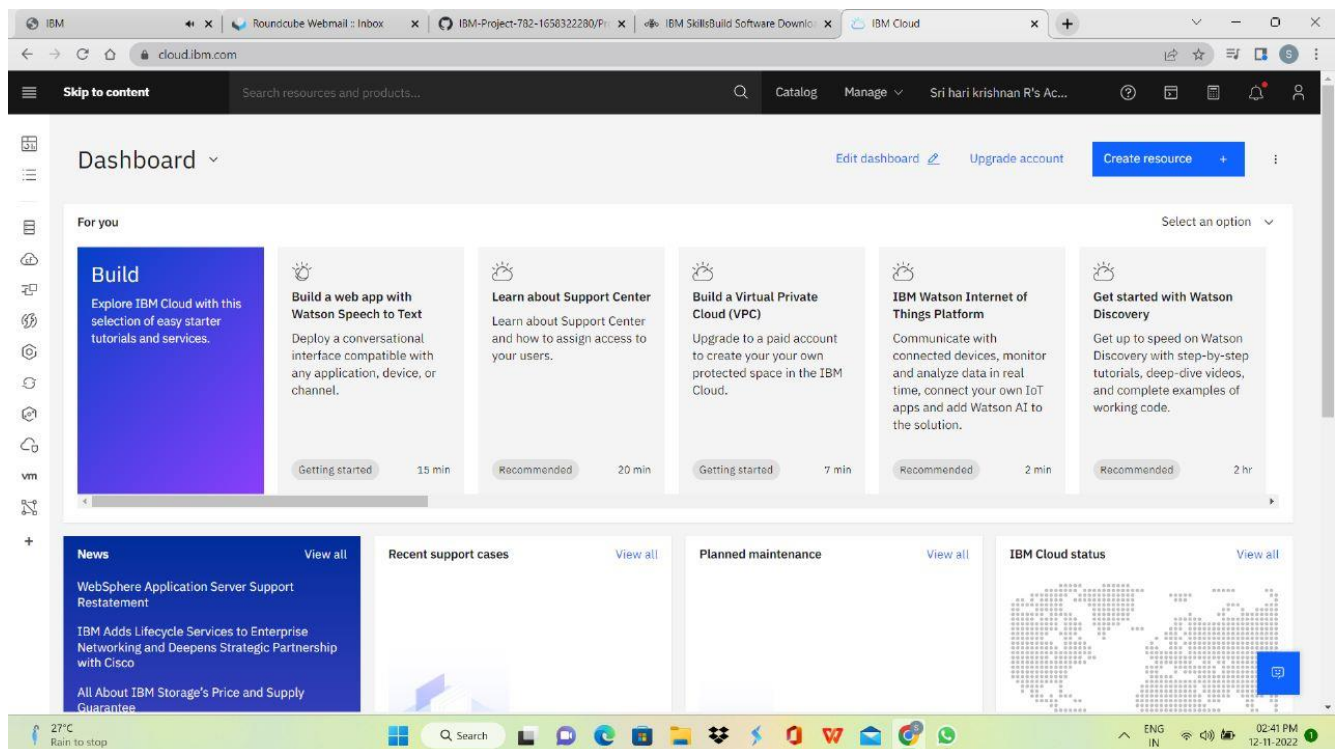 IBM
Roundcube Webmail :: Inbox
IBM-Project-782-1658322280/Pr
IBM SkillsBuild Software Downlo
IBM Cloud
cloud.ibm.com
S
Skip to content
Search resources and products...
Catalog
Manage
Sri hari krishnan R's Ac...
Dashboard
Edit dashboard
Upgrade account
Create resource +
For you
Select an option
Build
Explore IBM Cloud with this
selection of easy starter
tutorials and services.
Build a web app with
Watson Speech to Text
Deploy a conversational
interface compatible with
any application, device, or
channel.
Getting started 15 min
Learn about Support Center
Learn about Support Center
and how to assign access to
your users.
Recommended 20 min
Build a Virtual Private
Cloud (VPC)
Upgrade to a paid account
to create your your own
protected space in the IBM
Cloud.
Getting started 7 min
IBM Watson Internet of
Things Platform
Communicate with
connected devices, monitor
and analyze data in real
time, connect your own IoT
apps and add Watson AI to
the solution.
Recommended 2 min
Get started with Watson
Discovery
Get up to speed on Watson
Discovery with step-by-step
tutorials, deep-dive videos,
and complete examples of
working code.
Recommended 2 hr
vm
News View all
WebSphere Application Server Support
Restatement
IBM Adds Lifecycle Services to Enterprise
Networking and Deepens Strategic Partnership
with Cisco
All About IBM Storage's Price and Supply
Guarantee
Recent support cases View all
Planned maintenance View all
IBM Cloud status View all
27°C
Rain to stop
Search
ENG
IN
02:41 PM
12-11-2022
1